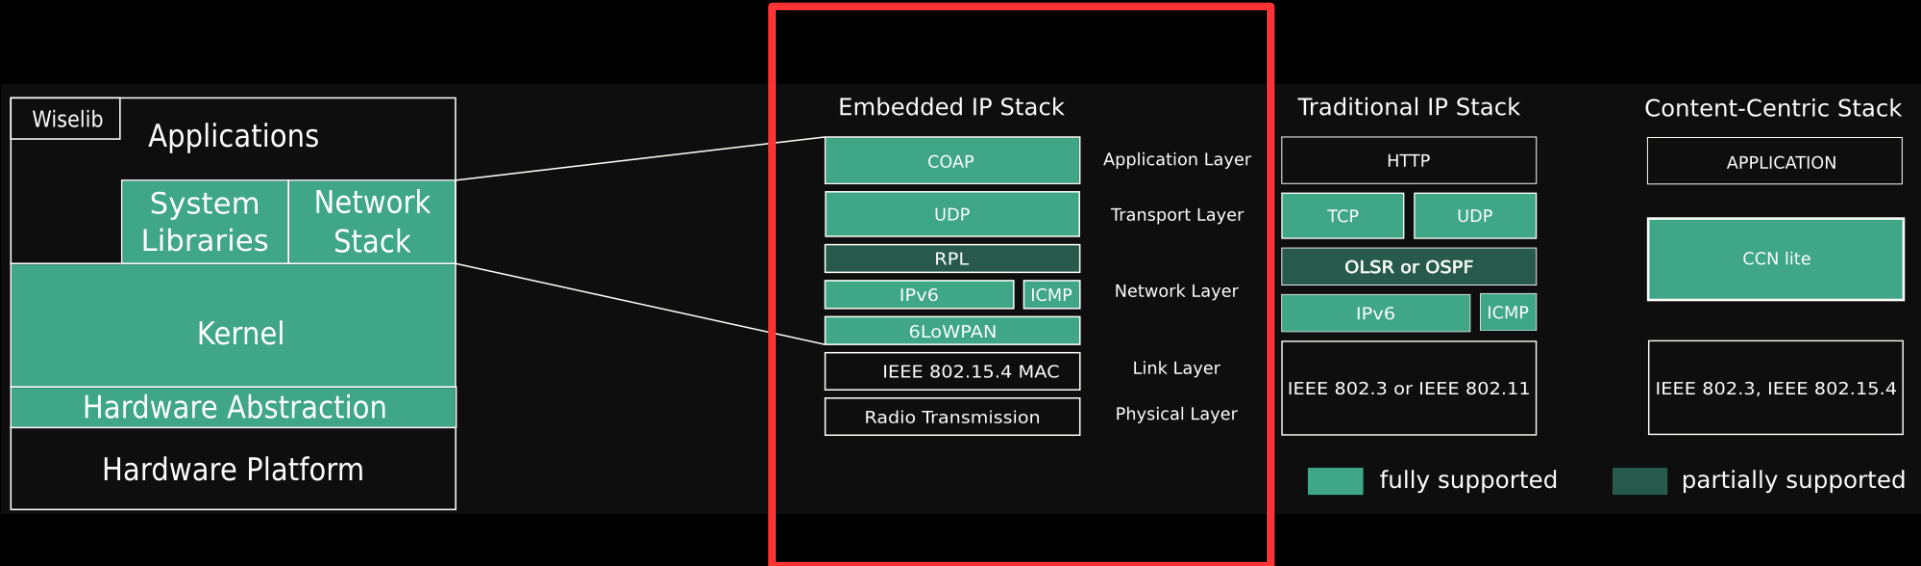 Wiselib
Applications
System
Libraries
Network
Stack
Kernel
Hardware Abstraction
Hardware Platform
Embedded IP Stack
COAP
Application Layer
UDP
Transport Layer
RPL
IPv6
ICMP
Network Layer
6LoWPAN
IEEE 802.15.4 MAC
Link Layer
Radio Transmission
Physical Layer
Traditional IP Stack
HTTP
TCP
UDP
OLSR or OSPF
IPv6
ICMP
IEEE 802.3 or IEEE 802.11
Content-Centric Stack
APPLICATION
CCN lite
IEEE 802.3, IEEE 802.15.4
fully supported
partially supported